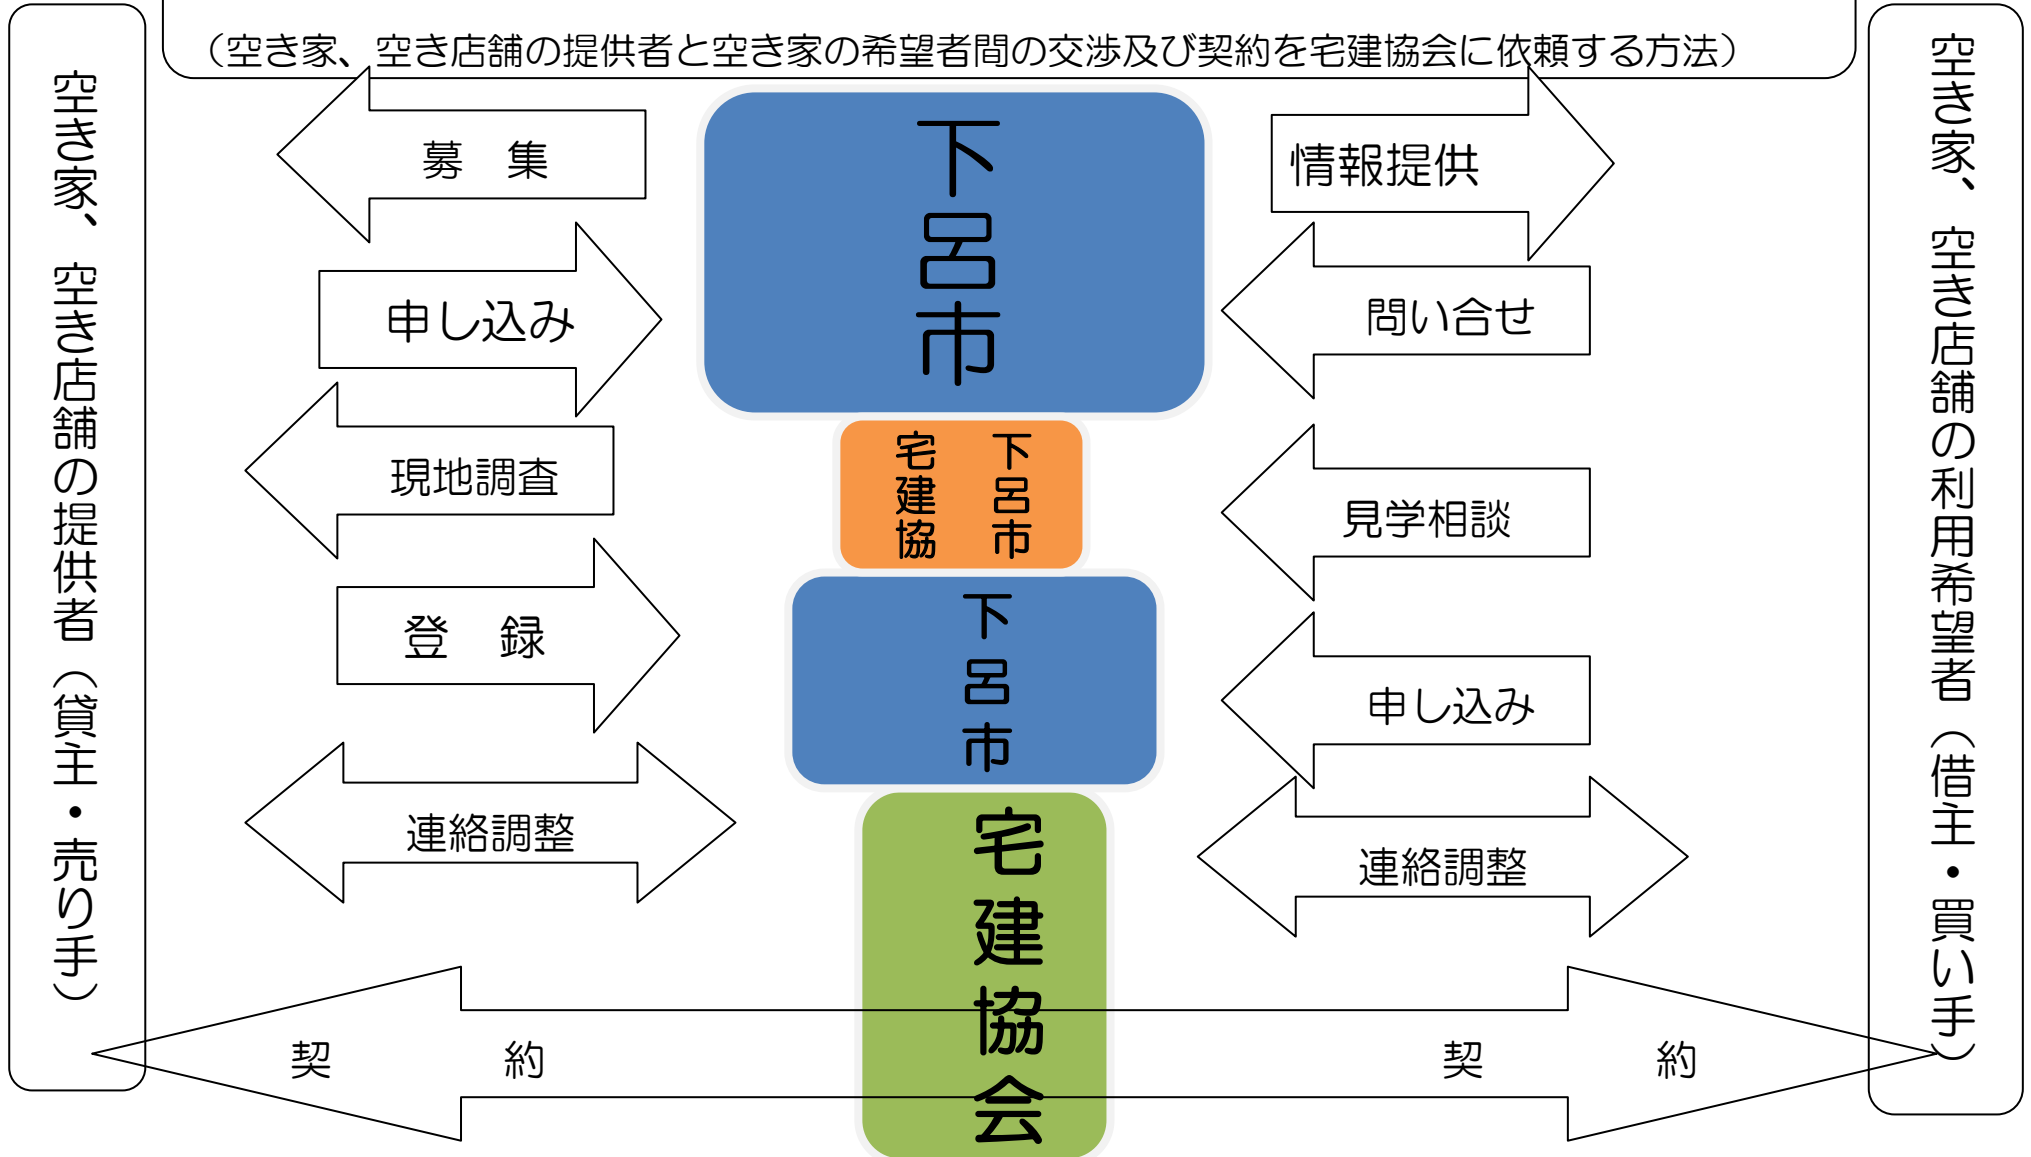 （空き家、空き店舗の提供者と空き家の希望者間の交渉及び契約を宅建協会に依頼する方法）
空き家、空き店舗の提供者（貸主・売り手）
募　集
申し込み
現地調査
登　録
連絡調整
契　約
下呂市
下呂市
宅建協
下呂市
宅建協会
情報提供
問い合せ
見学相談
申し込み
連絡調整
契　約
空き家、空き店舗の利用希望者（借主・買い手）